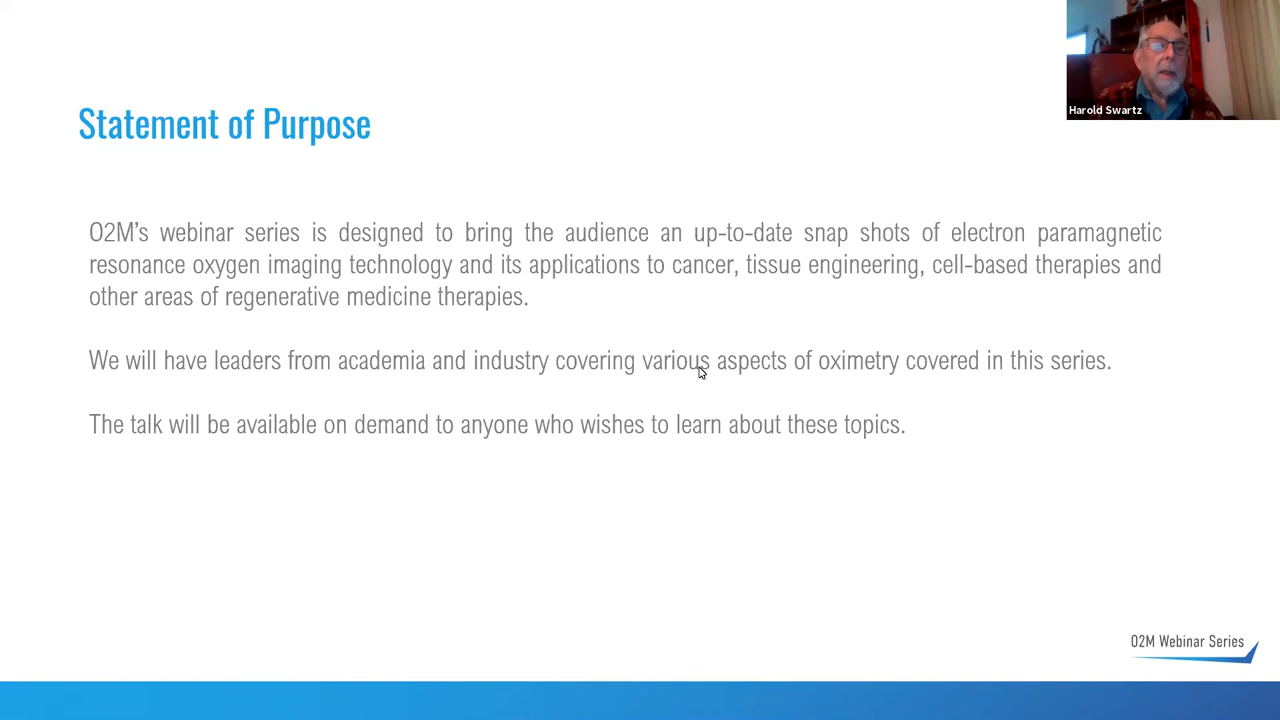 Harold Swartz
Statement of Purpose
O2M’s webinar series is designed to bring the audience an up-to-date snap shots of electron paramagnetic
resonance oxygen imaging technology and its applications to cancer, tissue engineering, cell-based therapies and
other areas of regenerative medicine therapies.
We will have leaders from academia and industry covering various aspects of oximetry covered in this series.
The talk will be available on demand to anyone who wishes to learn about these topics.
O2M Webinar Series